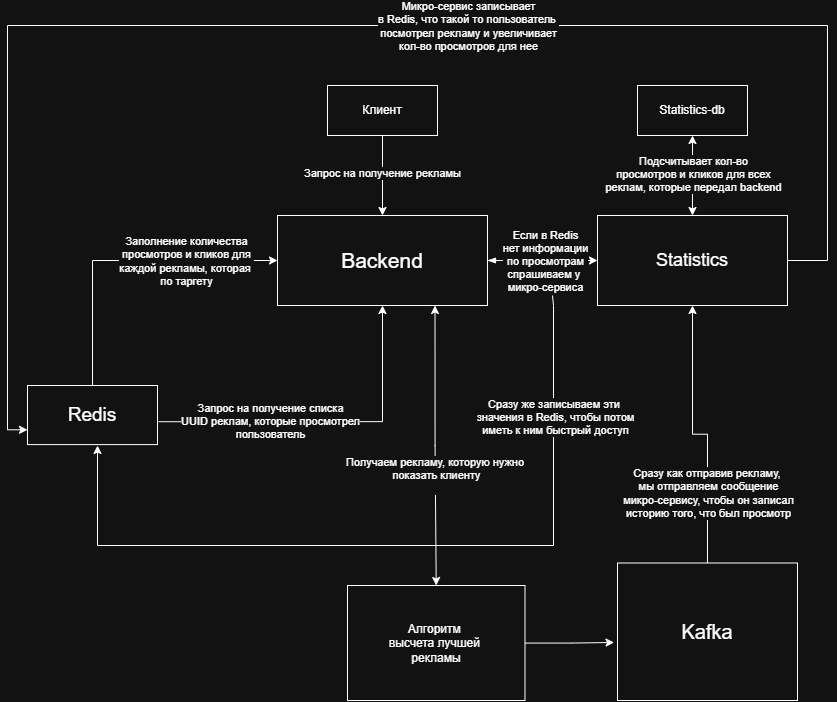 Микро-сервис записывает
в Redis, что такой то пользователь
посмотрел рекламу и увеличивает
кол-во просмотров для нее
Клиент
Statistics-db
Запрос на получение рекламы
Подсчитывает кол-во
просмотров и кликов для всех
реклам, которые передал backend
Заполнение количества
просмотров и кликов для
каждой рекламы, которая
по таргету
Backend
Если в Redis
нет информации
по просмотрам
спрашиваем у
микро-сервиса
Statistics
Redis
Запрос на получение списка
UUID реклам, которые просмотрел
пользователь
Сразу же записываем эти
значения в Redis, чтобы потом
иметь к ним быстрый доступ
Получаем рекламу, которую нужно
показать клиенту
Сразу как отправив рекламу,
мы отправляем сообщение
микро-сервису, чтобы он записал
историю того, что был просмотр
Алгоритм
высчета лучшей
рекламы
Kafka